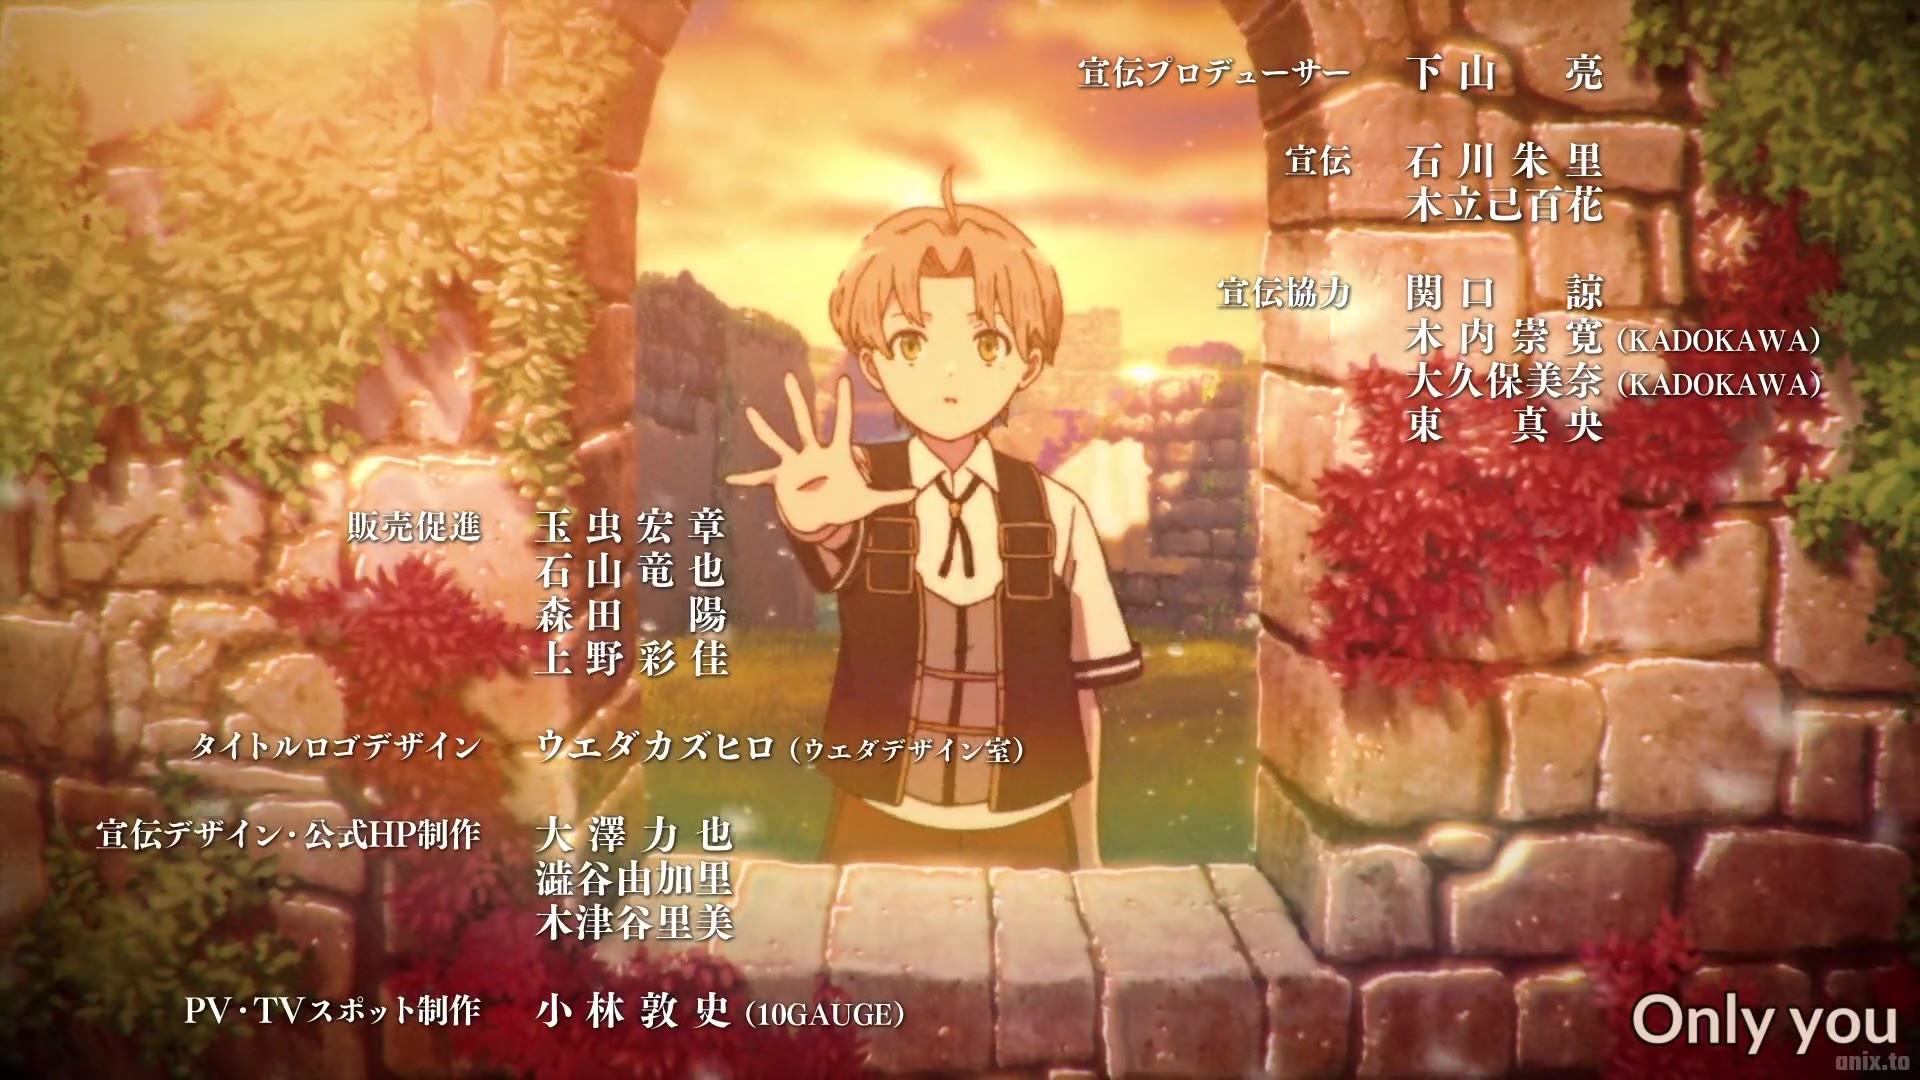 宣伝プロデューサー 下山 亮
宣伝 石川朱里
木立己百花
宣伝協力 関口 諒
木内崇寛(KADOKAWA)
大久保美奈(KADOKAWA)
東 真央
販売促進 玉虫宏章
石山竜也
森田 陽
上野彩佳
タイトルロゴデザイン ウエダカズヒロ(ウエダデザイン室)
宣伝デザイン・公式HP制作 大澤力也
澁谷由加里
木津谷里美
PV・TVスポット制作 小林敦史(10GAUGE)
Only you
anix.to